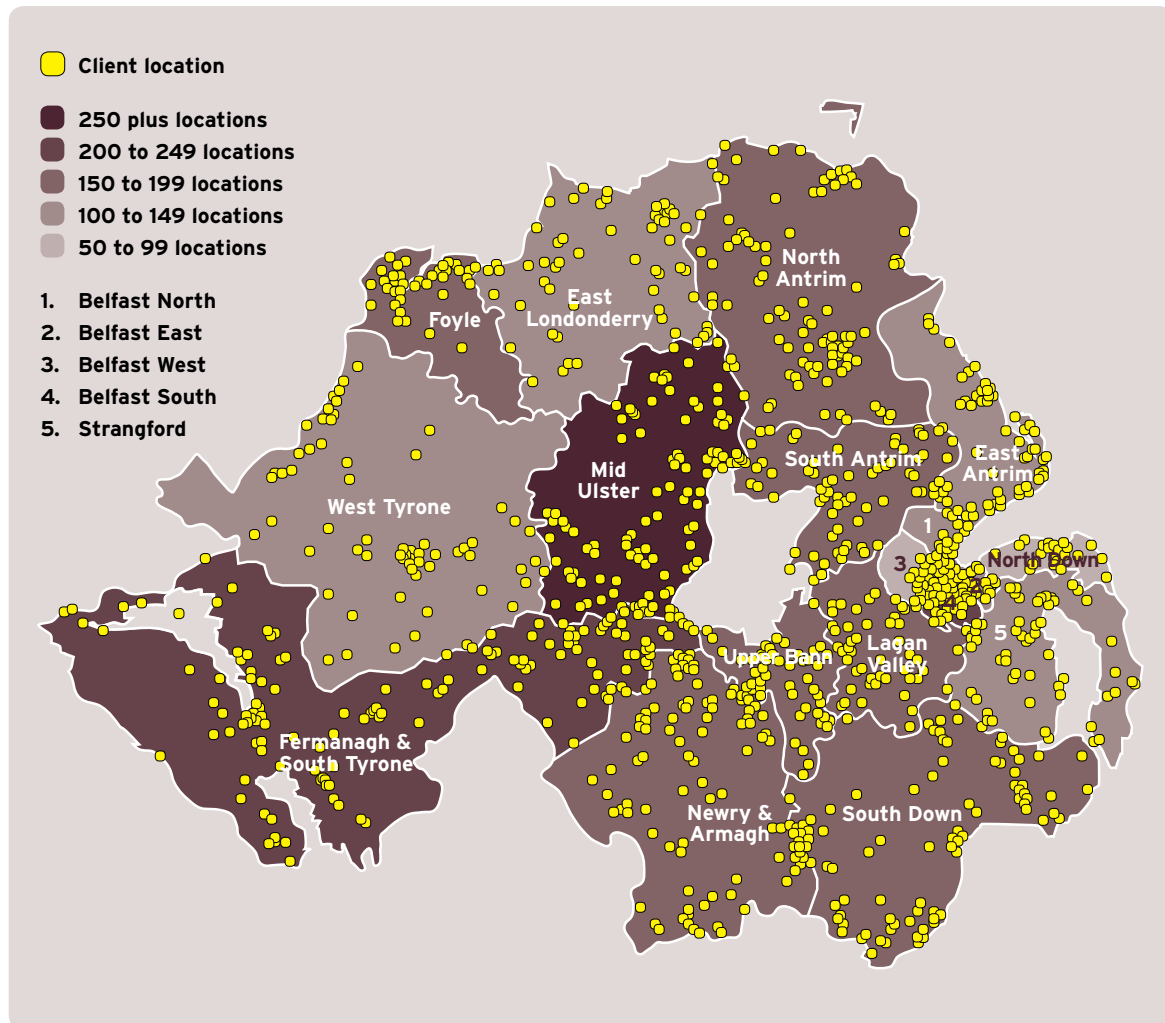 Client location
250 plus locations
200 to 249 locations
150 to 199 locations
100 to 149 locations
50 to 99 locations
1. Belfast North
2. Belfast East
3. Belfast West
4. Belfast South
5. Strangford
North
Antrim
East
Londonderry
Foyle
Mid
Ulster
South Antrim
East
Antrim
West Tyrone
1
3
North Down
2
4
5
Lagan
Valley
Upper Bann
Fermanagh &
South Tyrone
Newry &
Armagh
South Down